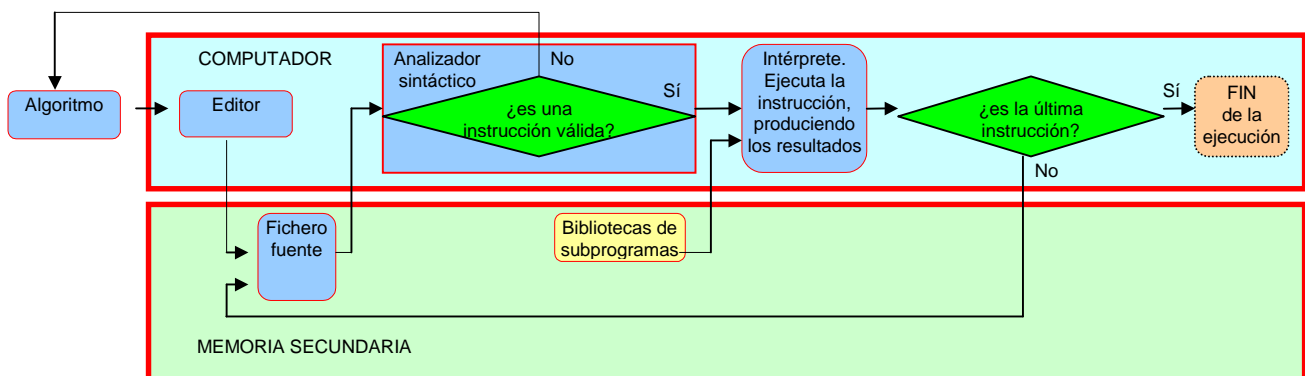 COMPUTADOR
Analizador
sintáctico
No
Intérprete.
Ejecuta la
instrucción,
produciendo
los resultados
Algoritmo
Editor
¿es una
instrucción válida?
Sí
¿es la última
instrucción?
Sí
FIN
de la
ejecución
No
Fichero
fuente
Bibliotecas de
subprogramas
MEMORIA SECUNDARIA